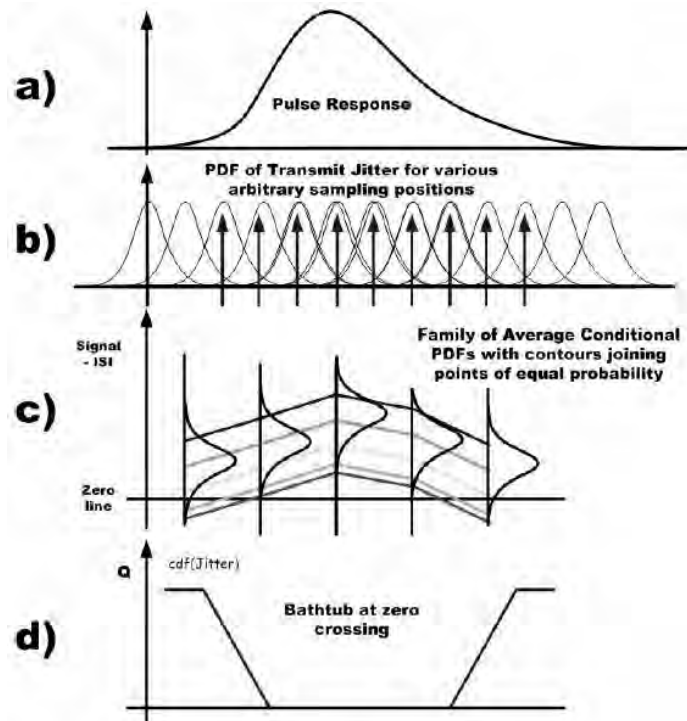 a)
Pulse Response
PDF of Transmit Jitter for various
arbitrary sampling positions
b)
Signal
- ISI
Family of Average Conditional
PDFs with contours joining
points of equal probability
c)
Zero
line
Q
cdf(Jitter)
Bathtub at zero
crossing
d)